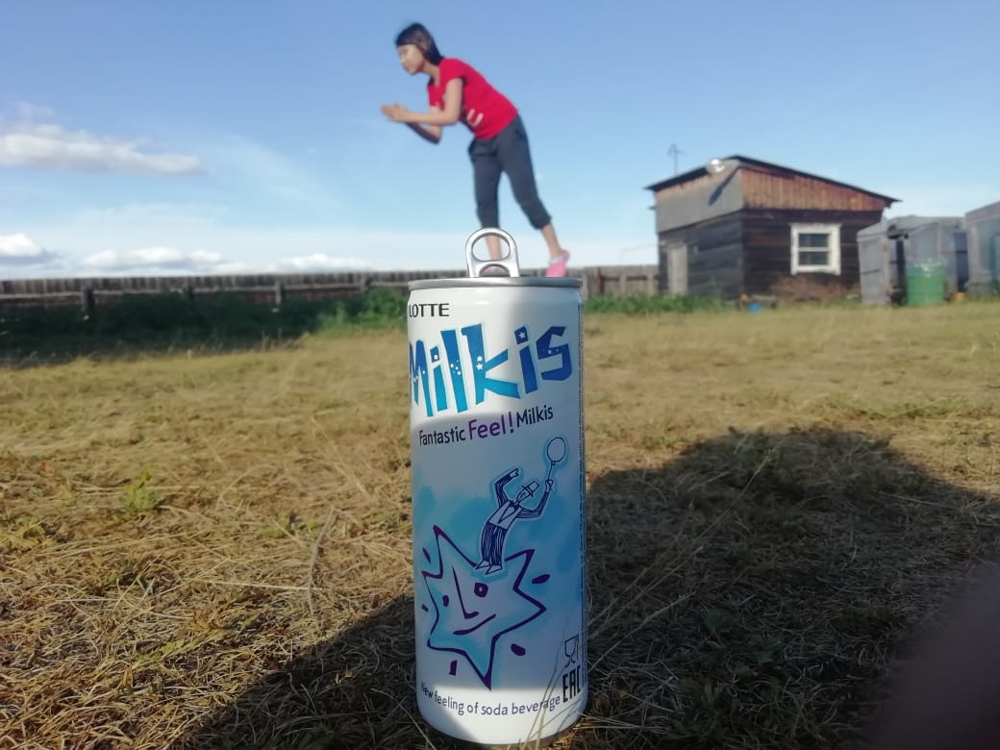 LOTTE
Milkis
Fantastic Feel! Milkis
New feeling of soda beverage
EAC